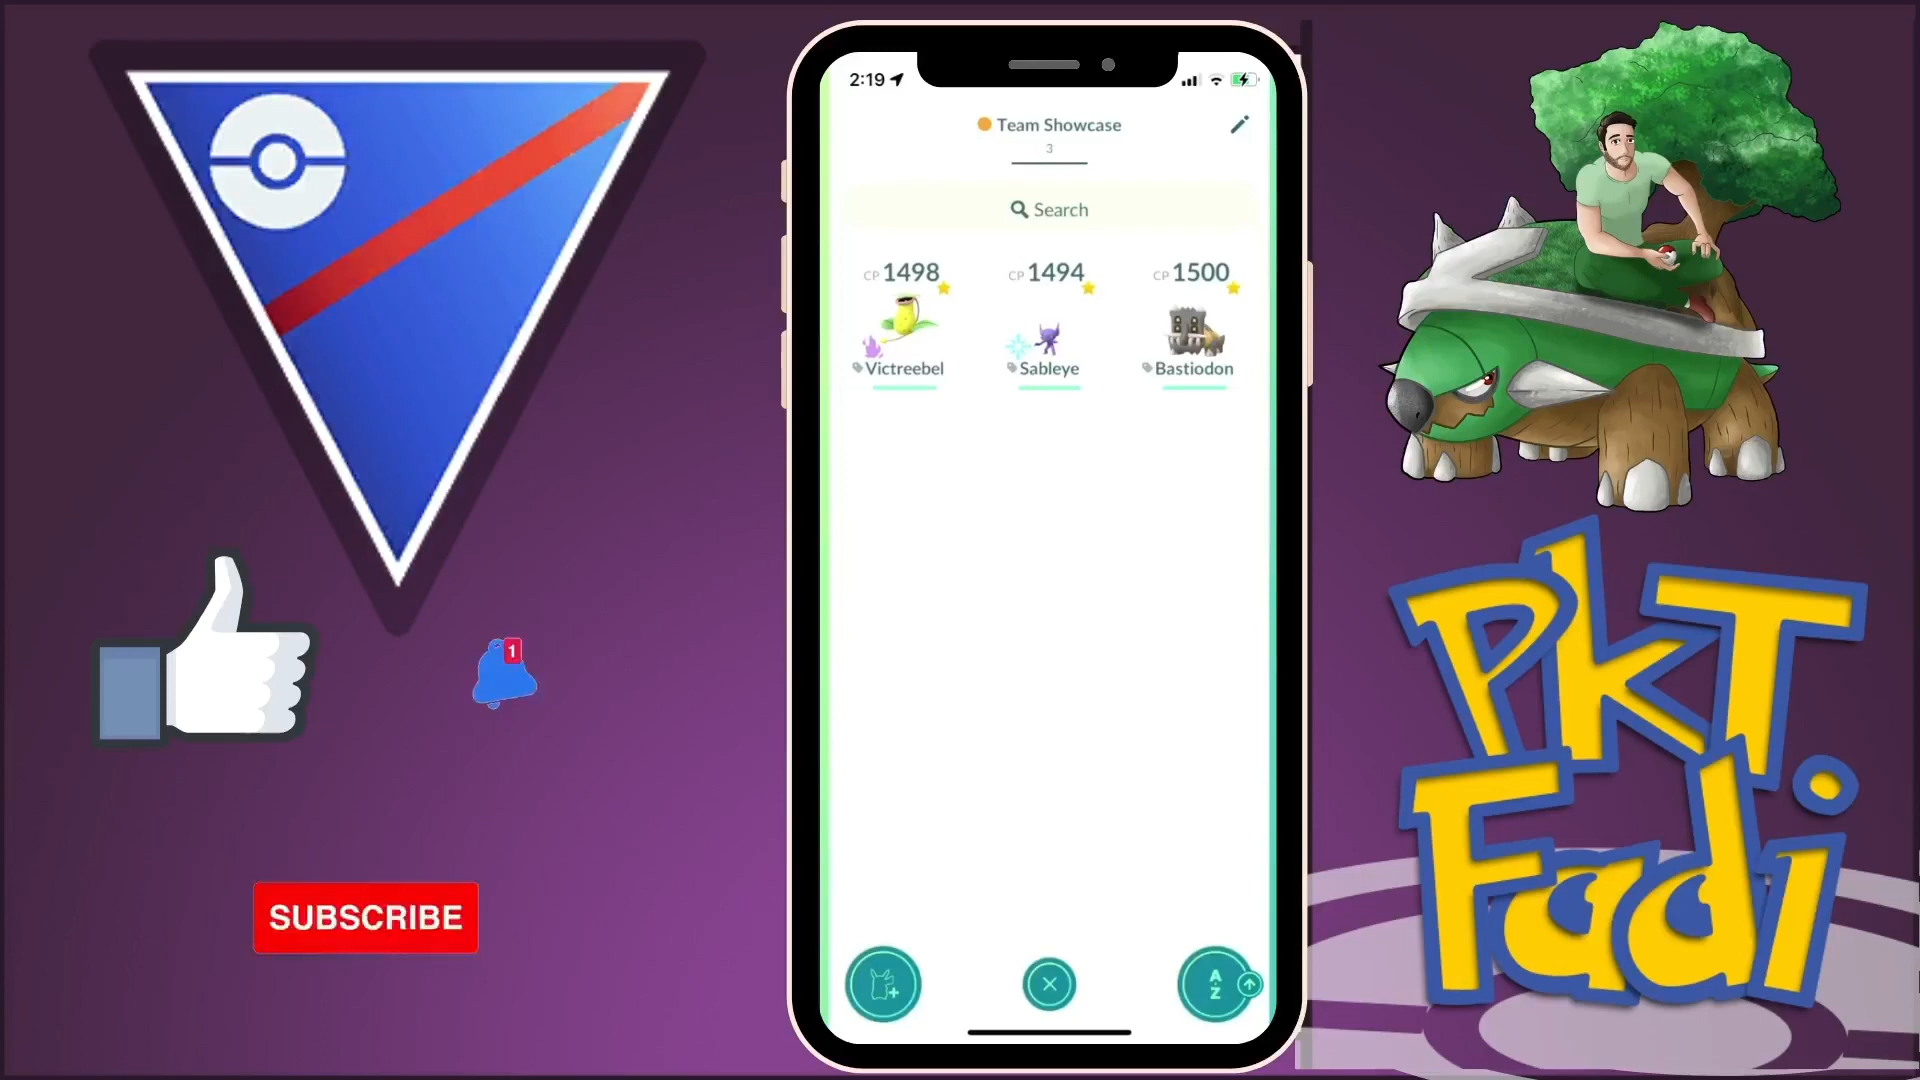 2:19
Team Showcase
3
Search
CP 1498
CP 1494
CP 1500
Victreebel
Sableye
Bastiodon
A
Z
1
SUBSCRIBE
PkT.
Fadi